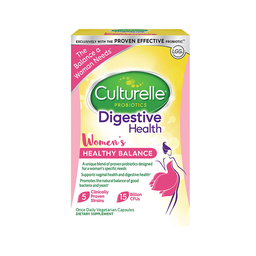 EXCLUSIVELY WITH THE PROVEN EFFECTIVE PROBIOTIC
The Balance a
Woman Needs
LGG
Culturelle
PROBIOTICS
Digestive
Health
Women's
HEALTHY BALANCE
A unique blend of proven probiotics designed
for a woman's specific needs
Supports vaginal health and digestive health
Promotes the natural balance of good
bacteria and yeast
5 Clinically
Proven
Strains
15 Billion
CFUs
Once Daily Vegetarian Capsules
DIETARY SUPPLEMENT